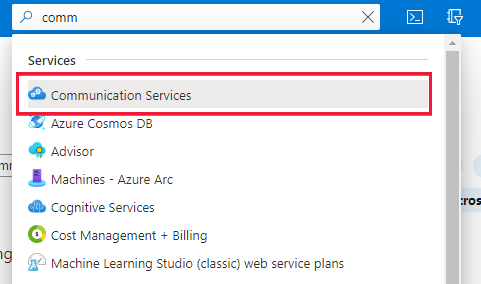 comm
Services
Communication Services
Azure Cosmos DB
Advisor
Machines - Azure Arc
Cognitive Services
Cost Management + Billing
Machine Learning Studio (classic) web service plans